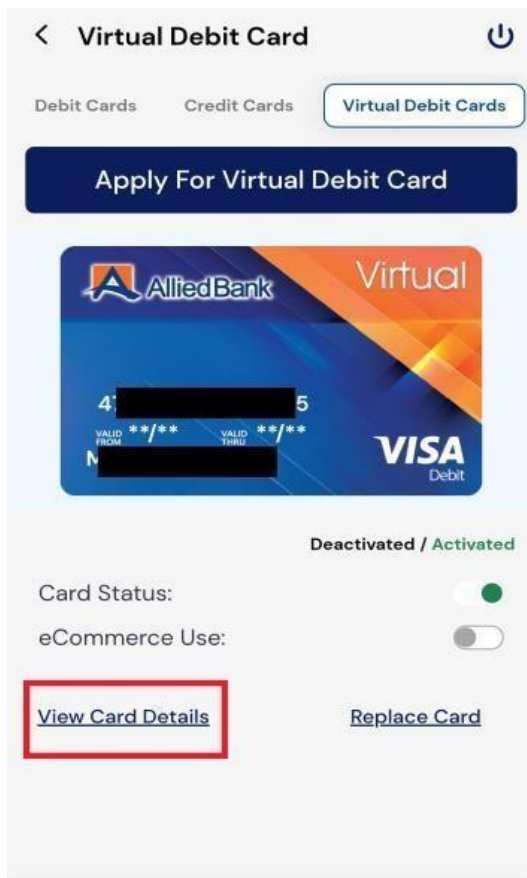 Virtual Debit Card
Debit Cards Credit Cards Virtual Debit Cards
Apply For Virtual Debit Card
AlliedBank Virtual
4 5
VALID FROM **/** VALID THRU **/**
M
VISA
Debit
Deactivated / Activated
Card Status:
eCommerce Use:
View Card Details Replace Card